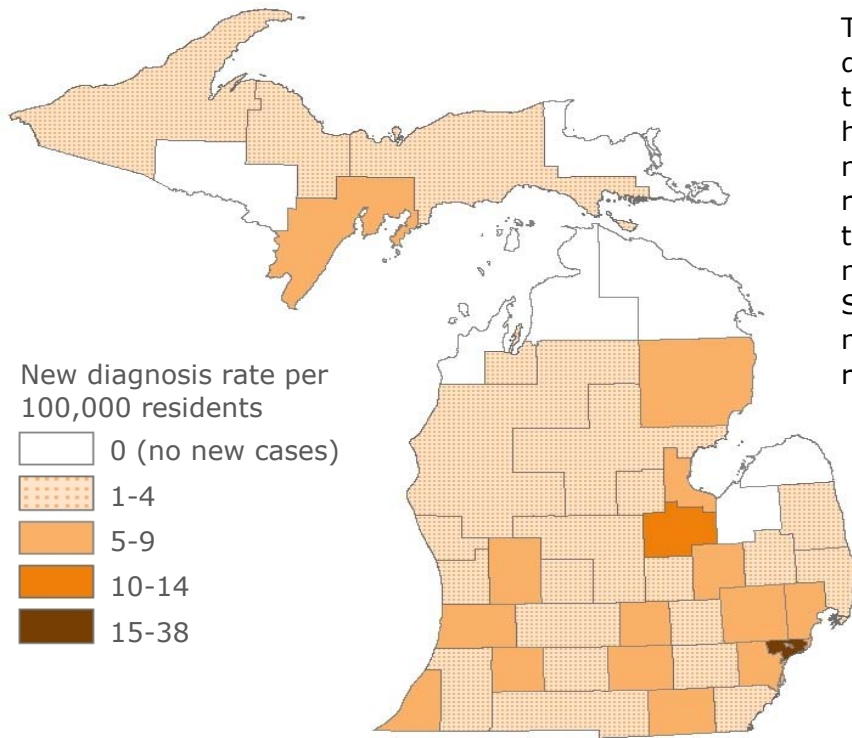 New diagnosis rate per
100,000 residents
0 (no new cases)
1-4
5-9
10-14
15-38